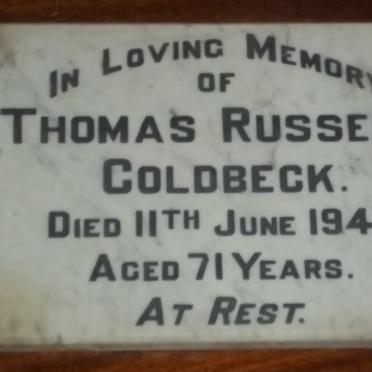 IN LOVING MEMORY
OF
THOMAS RUSSE
COLDBECK.
DIED 11TH JUNE 194
AGED 71 YEARS.
AT REST.